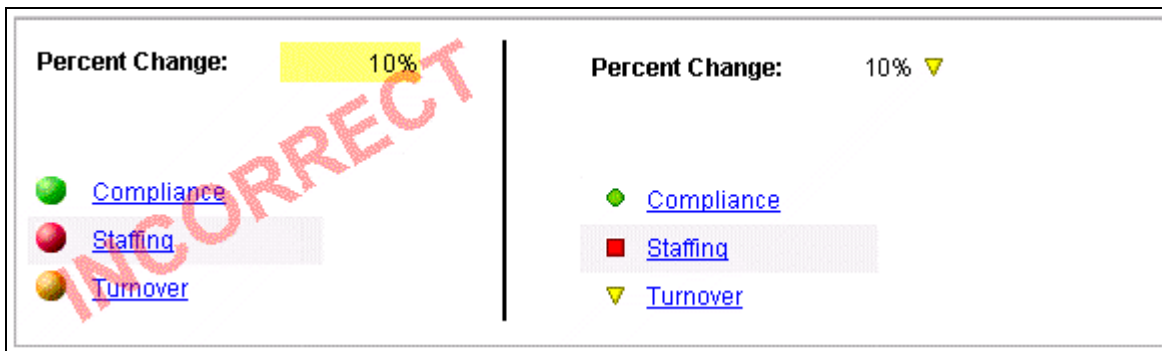 Percent Change: 10%
Compliance
Staffing
Turnover
INCORRECT
Percent Change: 10%
Compliance
Staffing
Turnover